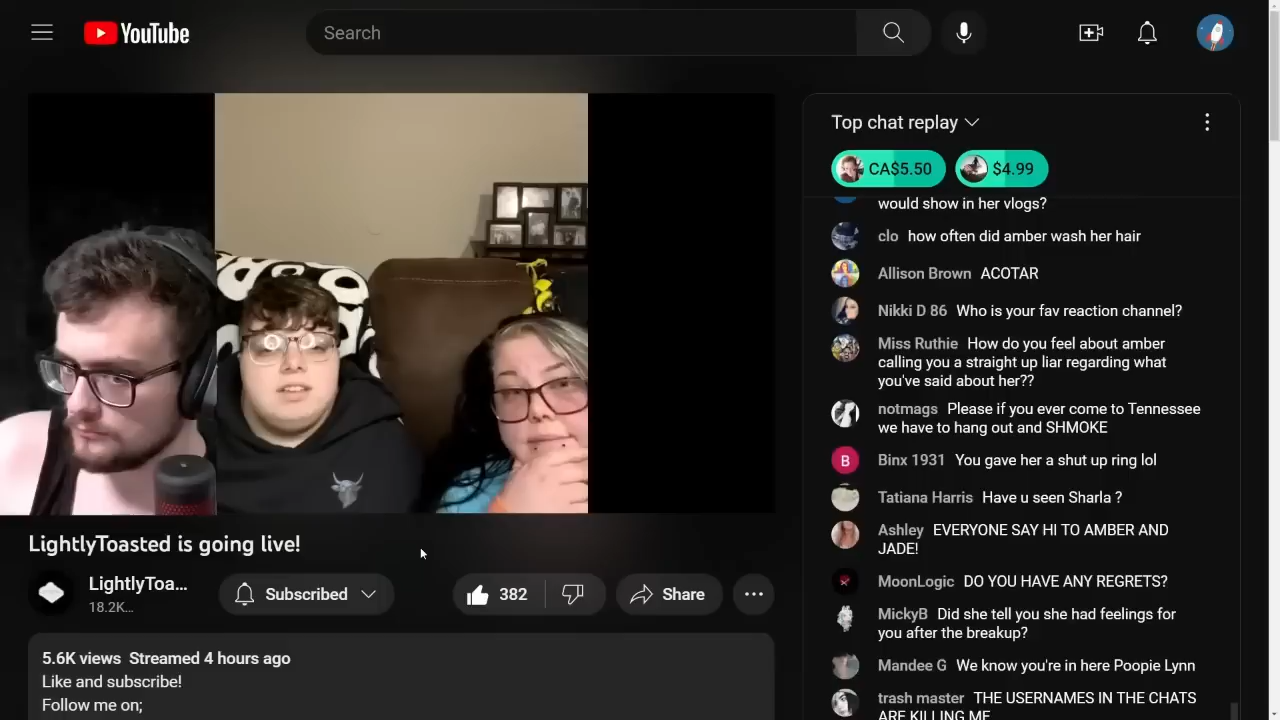 YouTube
Search
Top chat replay
CA$5.50 $4.99
would show in her vlogs?
clo how often did amber wash her hair
Allison Brown ACOTAR
Nikki D 86 Who is your fav reaction channel?
Miss Ruthie How do you feel about amber
calling you a straight up liar regarding what
you've said about her??
notmags Please if you ever come to Tennessee
we have to hang out and SHMOKE
B Binx 1931 You gave her a shut up ring lol
Tatiana Harris Have u seen Sharla ?
Ashley EVERYONE SAY HI TO AMBER AND
JADE!
MoonLogic DO YOU HAVE ANY REGRETS?
MickyB Did she tell you she had feelings for
you after the breakup?
Mandee G We know you're in here Poopie Lynn
trash master THE USERNAMES IN THE CHATS
ARE KILLING ME
LightlyToasted is going live!
LightlyToa...
18.2K...
Subscribed
382
Share
5.6K views Streamed 4 hours ago
Like and subscribe!
Follow me on;